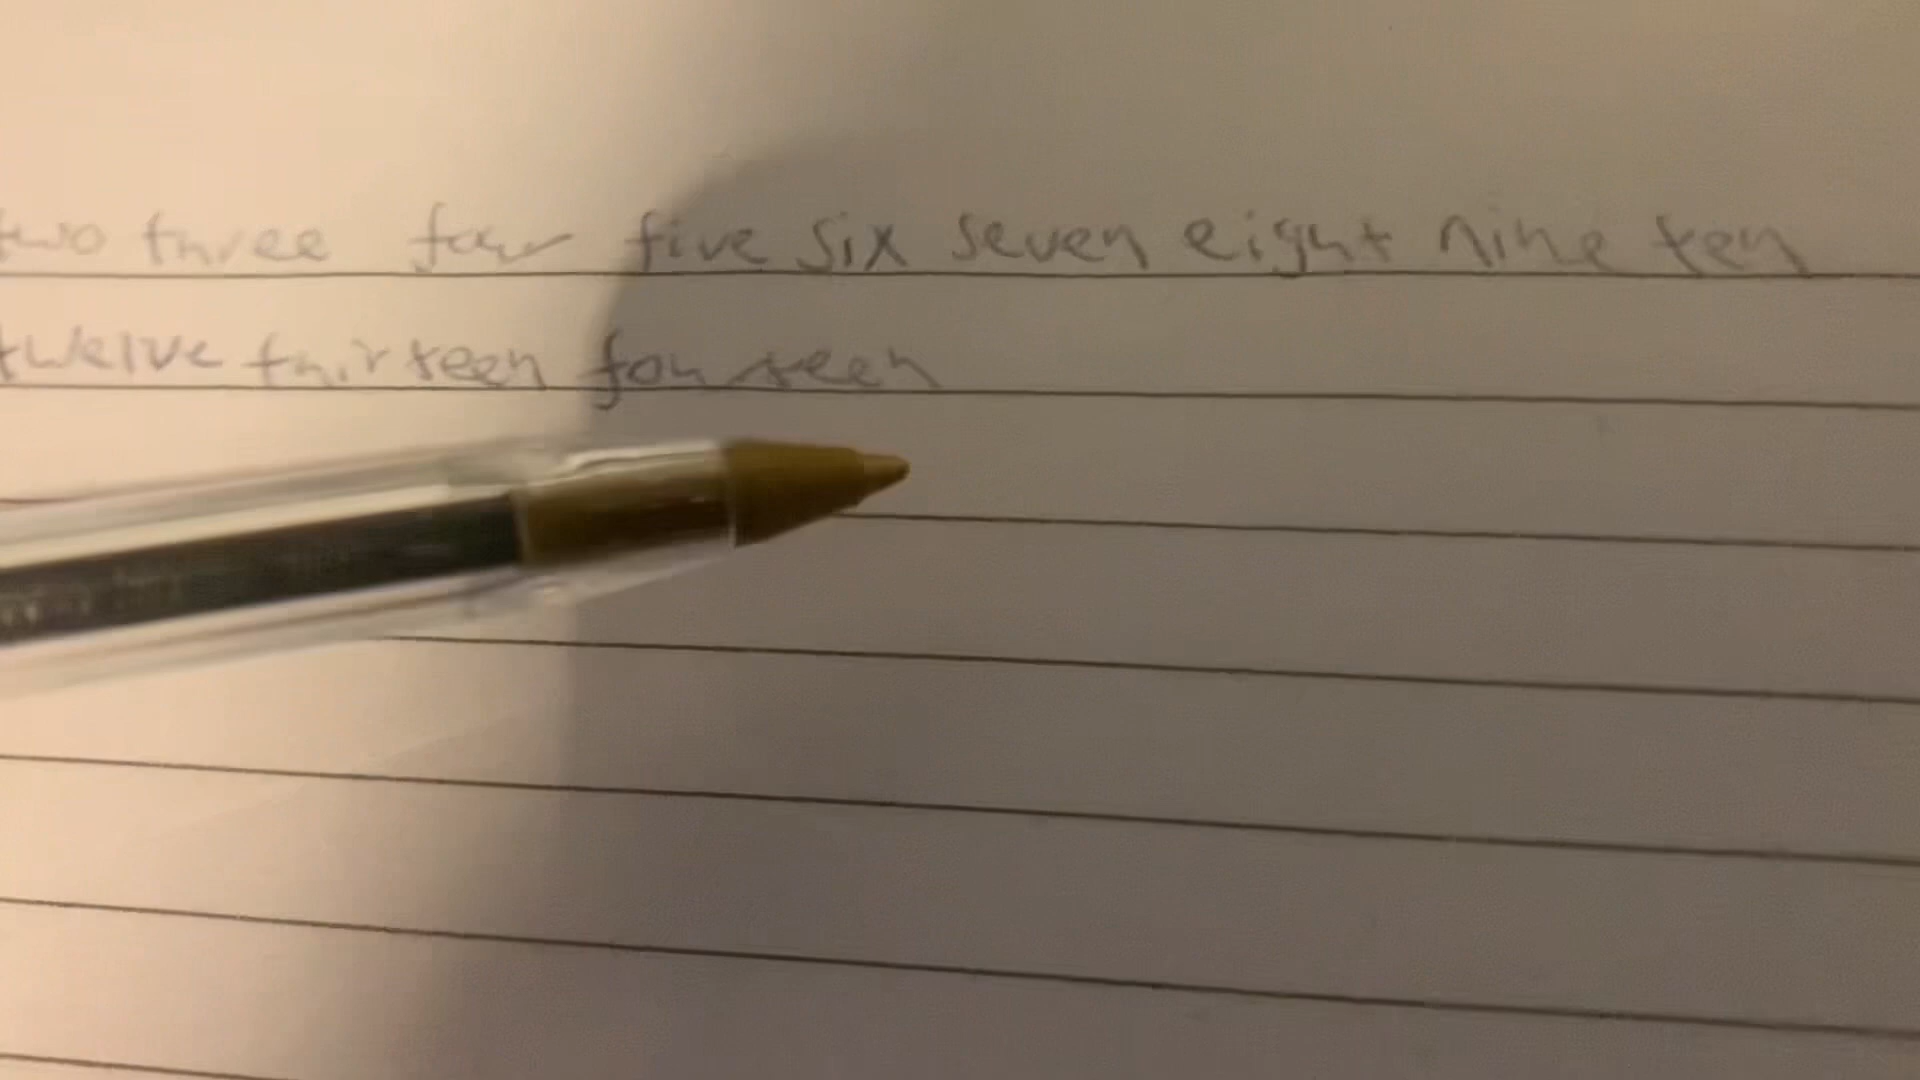 two three four five six seven eight nine ten
twelve thirteen fourteen